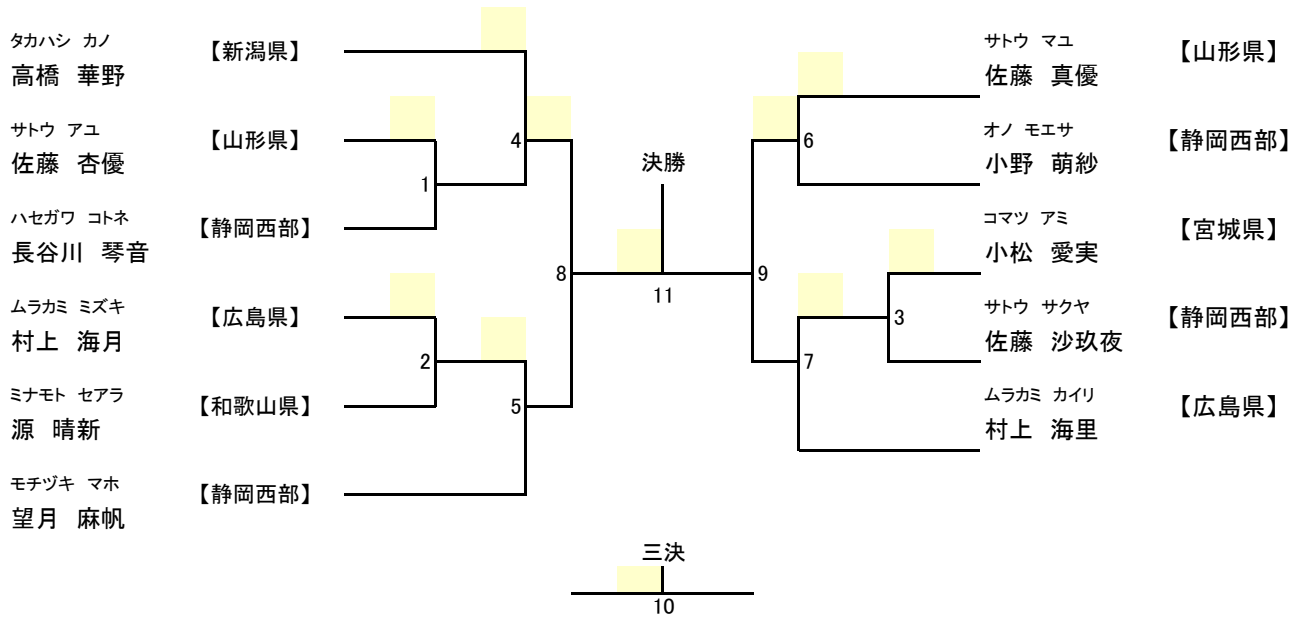 タカハシ カノ
高橋 華野 【新潟県】
サトウ アユ
佐藤 杏優 【山形県】
ハセガワ コトネ
長谷川 琴音 【静岡西部】
ムラカミ ミズキ
村上 海月 【広島県】
ミナモト セアラ
源 晴新 【和歌山県】
モチヅキ マホ
望月 麻帆 【静岡西部】
1
2
4
5
8
決勝
11
9
6
7
3
サトウ マユ
佐藤 真優 【山形県】
オノ モエサ
小野 萌紗 【静岡西部】
コマツ アミ
小松 愛実 【宮城県】
サトウ サクヤ
佐藤 沙玖夜 【静岡西部】
ムラカミ カイリ
村上 海里 【広島県】
三決
10